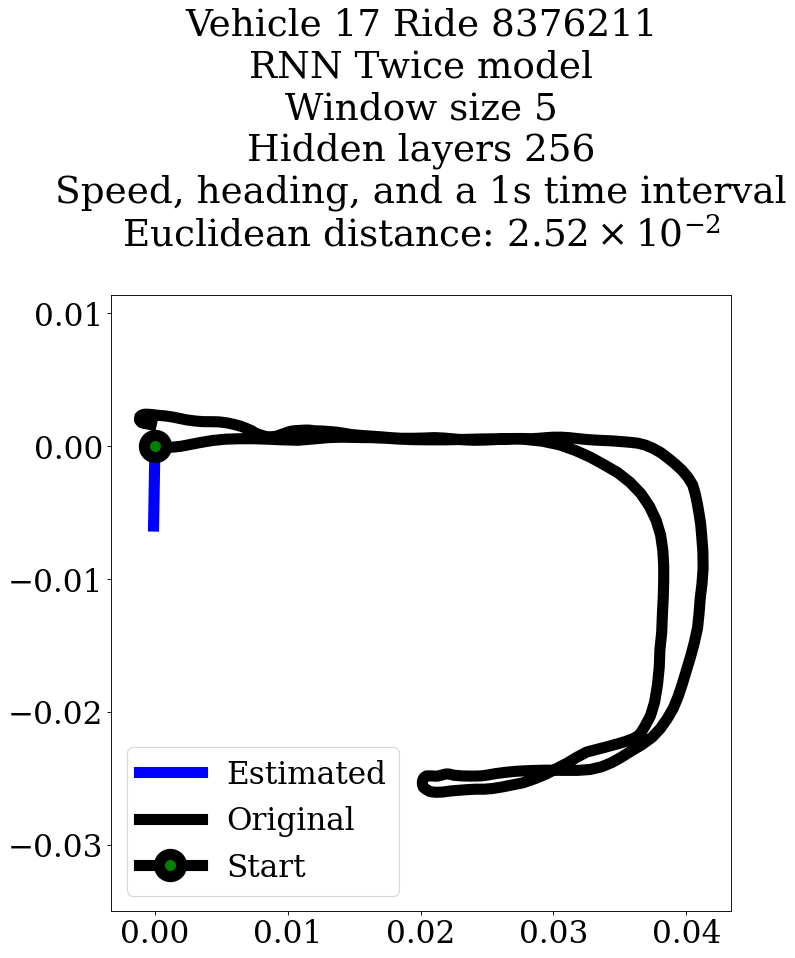 Vehicle 17 Ride 8376211
RNN Twice model
Window size 5
Hidden layers 256
Speed, heading, and a 1s time interval
Euclidean distance: 2.52 × 10⁻²
0.01
0.00
−0.01
−0.02
−0.03
Estimated
Original
Start
0.00 0.01 0.02 0.03 0.04